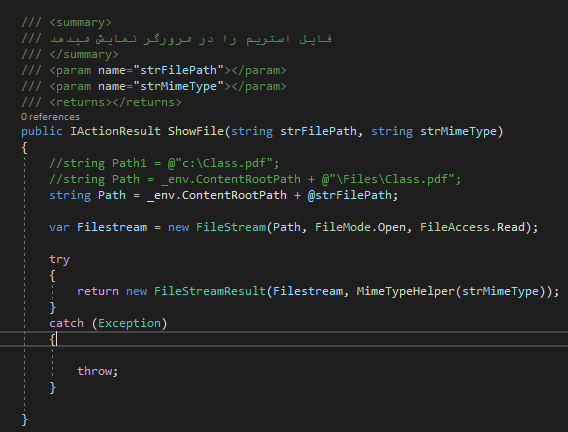 /// <summary>
/// فایل استریم را در مرورگر نمایش میدهد
/// </summary>
/// <param name="strFilePath"></param>
/// <param name="strMimeType"></param>
/// <returns></returns>
0 references
public IActionResult ShowFile(string strFilePath, string strMimeType)
{
//string Path1 = @"c:\Class.pdf";
//string Path = _env.ContentRootPath + @"\Files\Class.pdf";
string Path = _env.ContentRootPath + @strFilePath;
var Filestream = new FileStream(Path, FileMode.Open, FileAccess.Read);
try
{
return new FileStreamResult(Filestream, MimeTypeHelper(strMimeType));
}
catch (Exception)
{
throw;
}
}